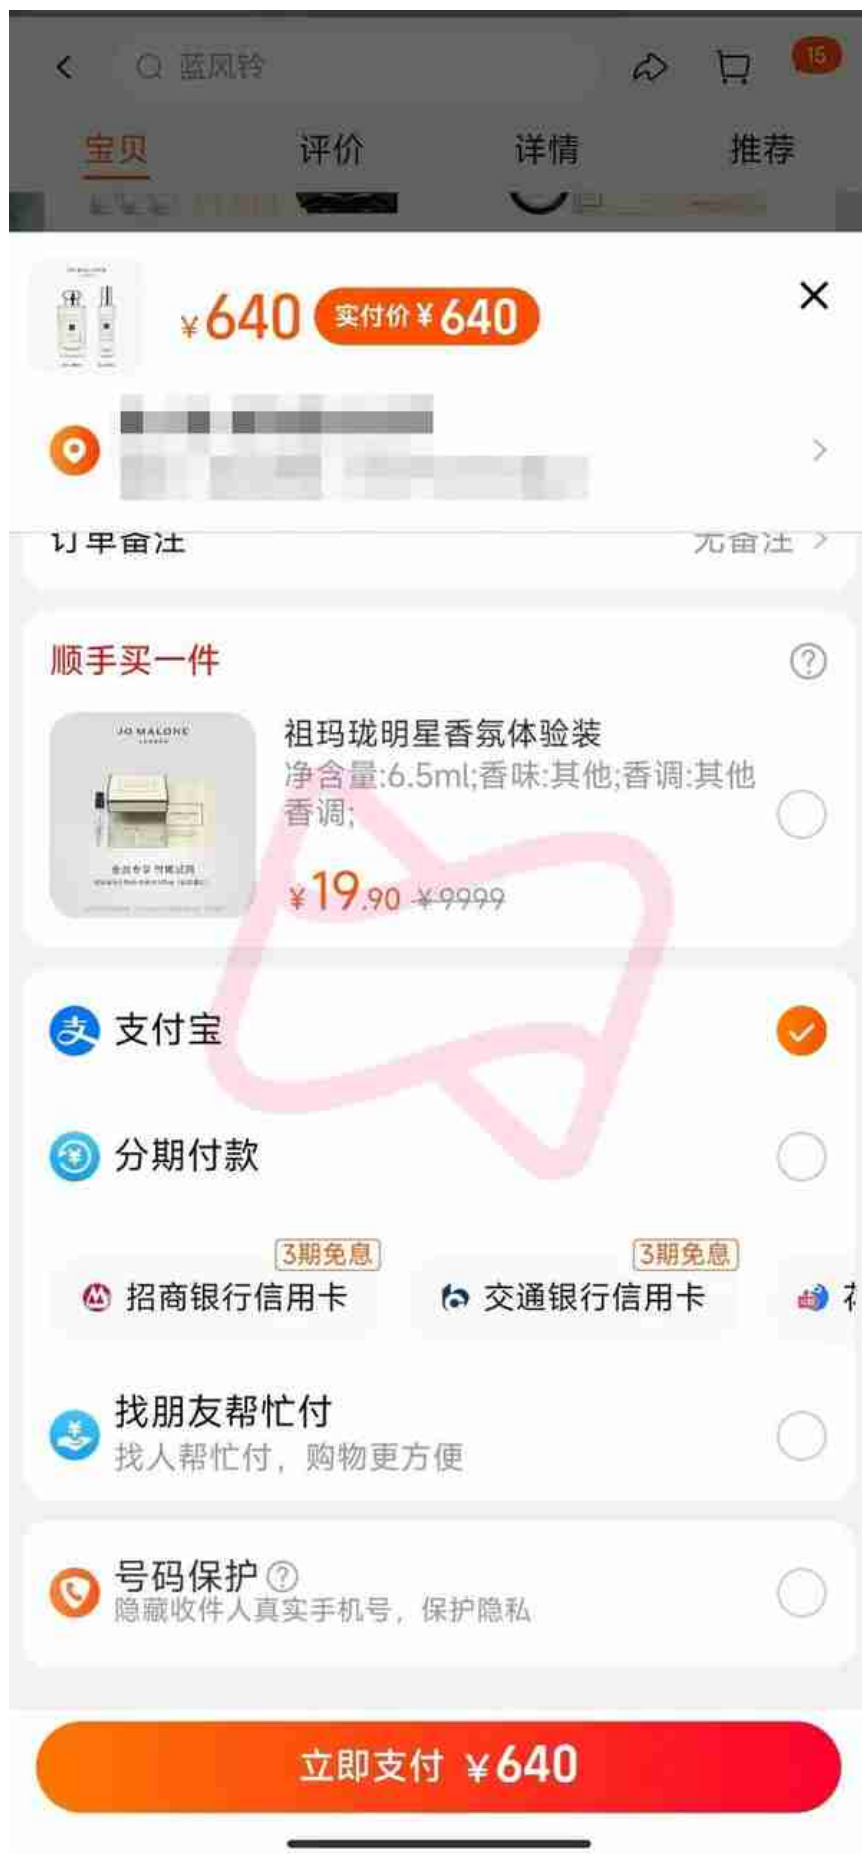 蓝风铃
15
宝贝 评价 详情 推荐
¥640 实付价¥640
订单备注 无备注
顺手买一件
JO MALONE
LONDON
祖玛珑明星香氛体验装
净含量:6.5ml;香味:其他;香调:其他
香调;
¥19.90 ¥9999
支付宝
分期付款
3期免息 3期免息
招商银行信用卡 交通银行信用卡
找朋友帮忙付
找人帮忙付，购物更方便
号码保护
隐藏收件人真实手机号，保护隐私
立即支付 ¥640